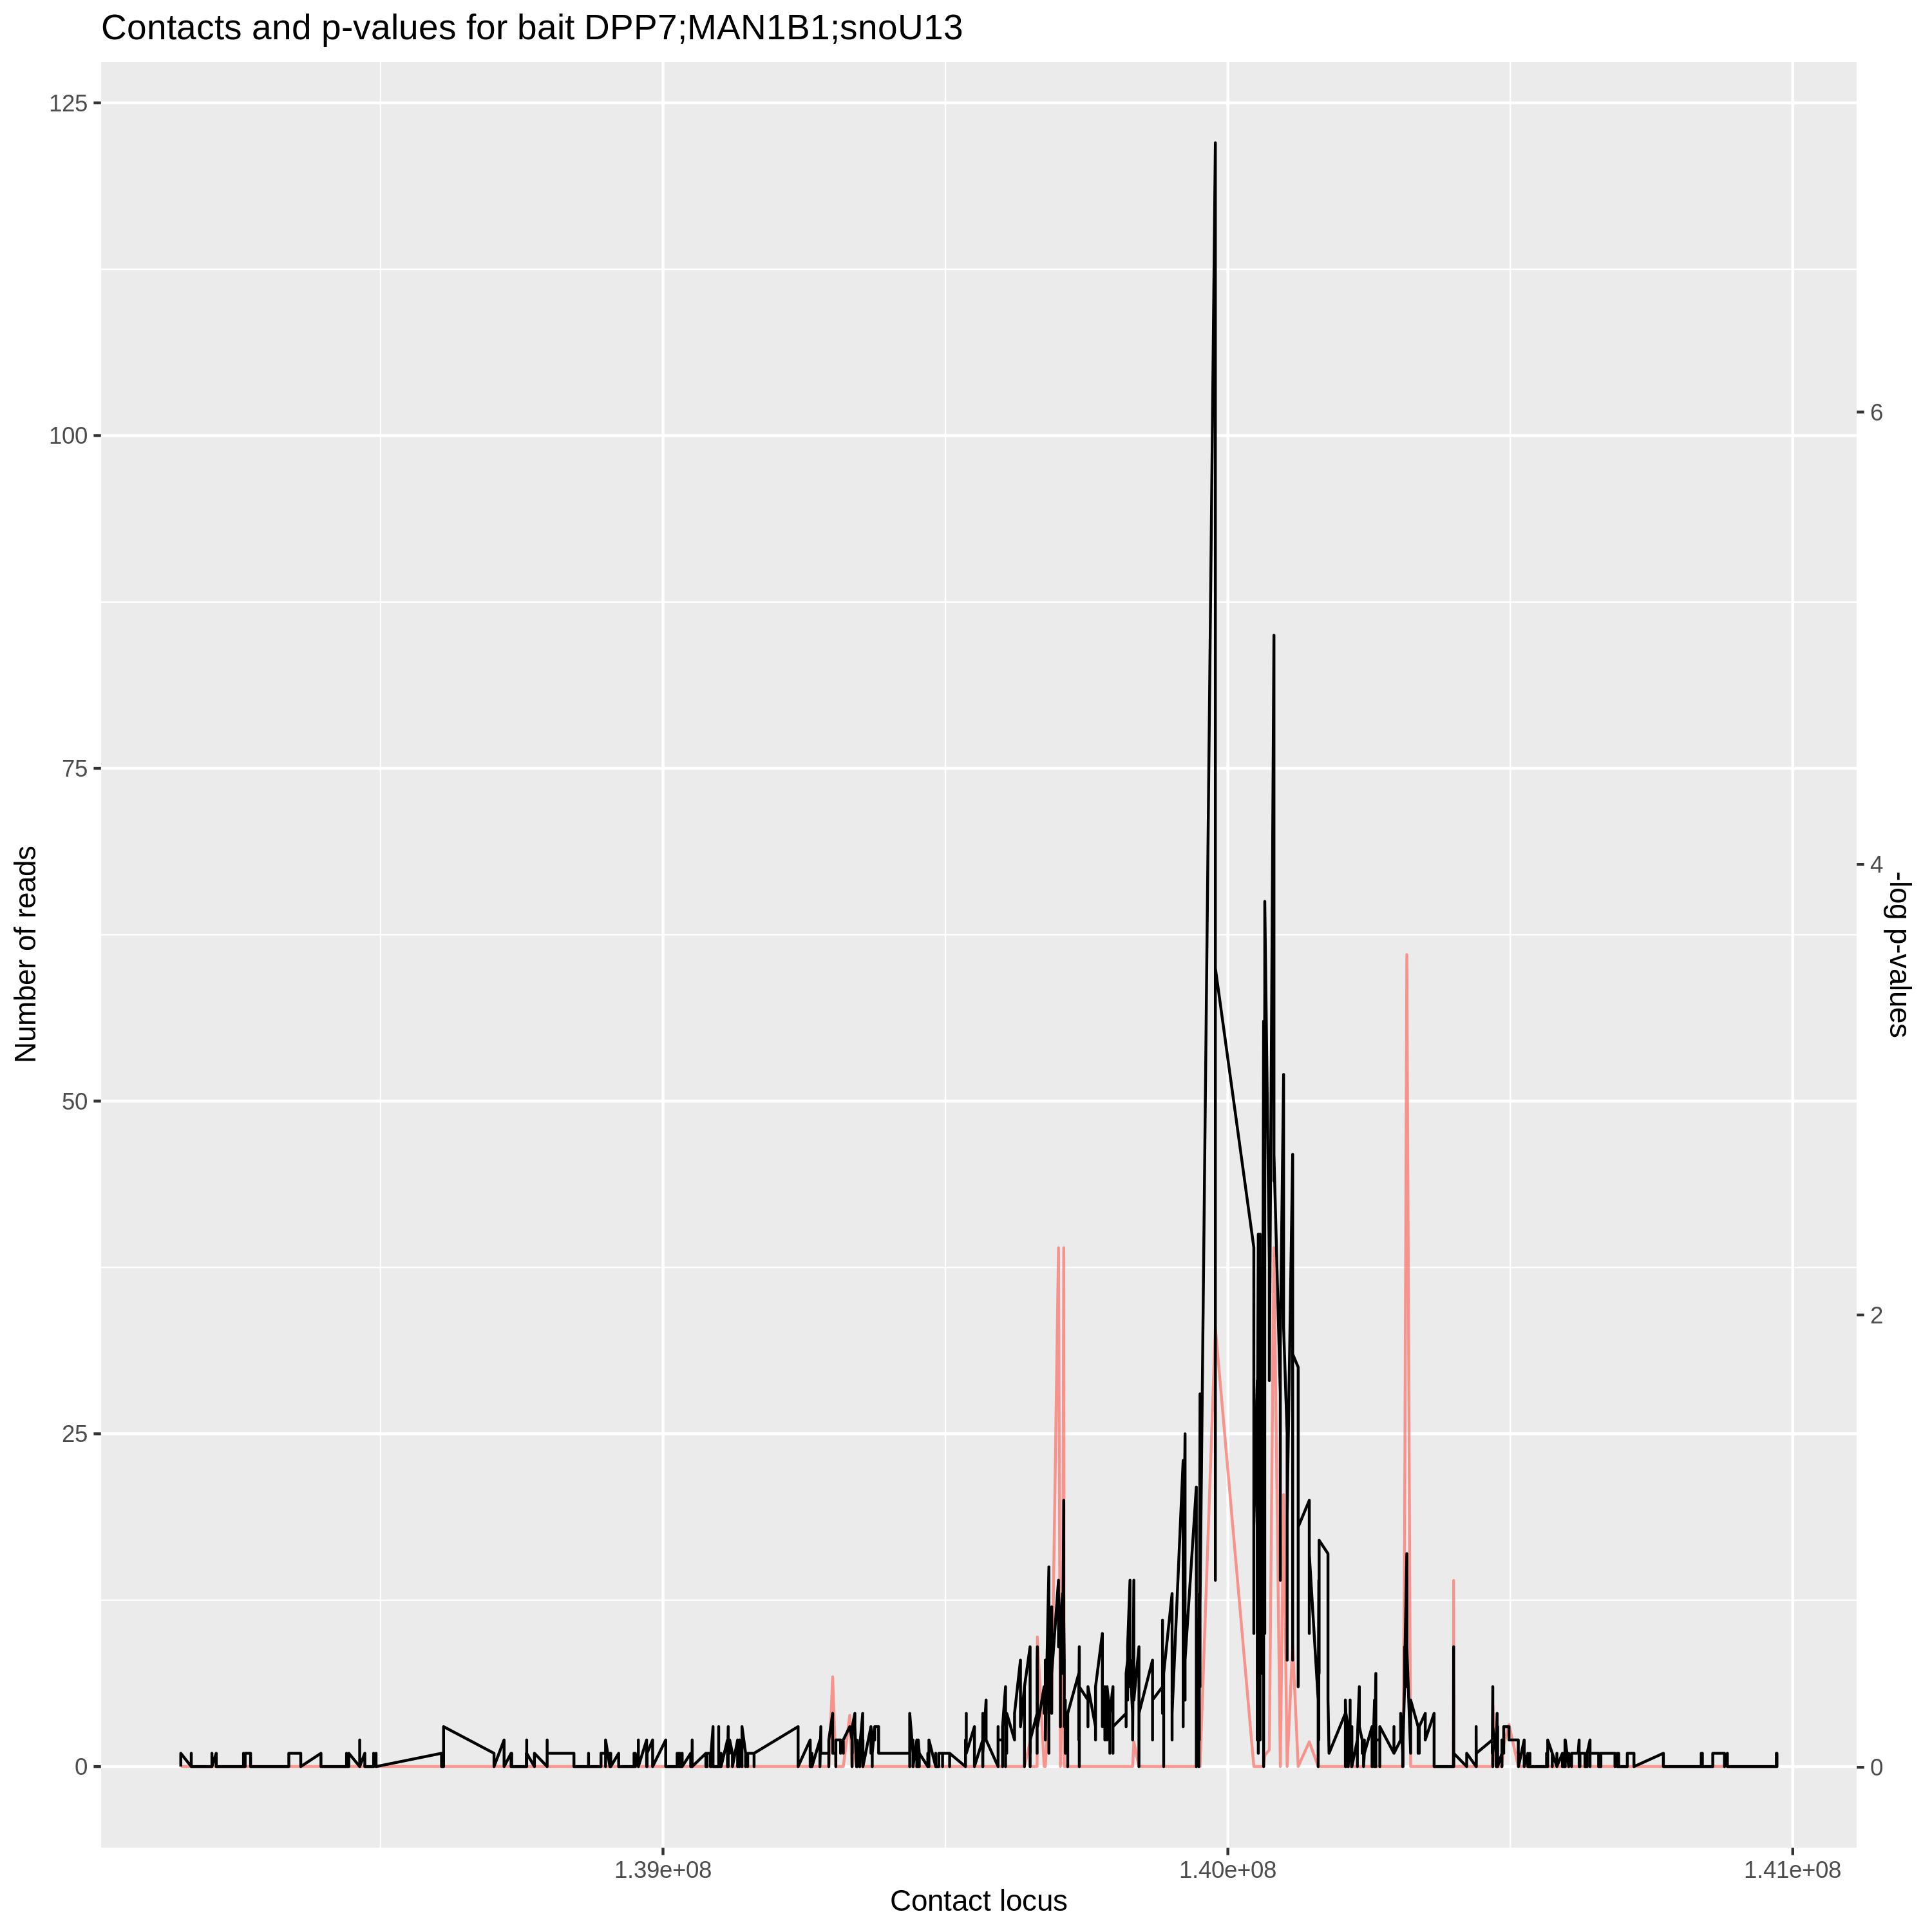 Contacts and p-values for bait DPP7;MAN1B1;snoU13
125
100
75
50
25
0
Number of reads
6
4
2
0
-log p-values
1.39e+08
1.40e+08
1.41e+08
Contact locus